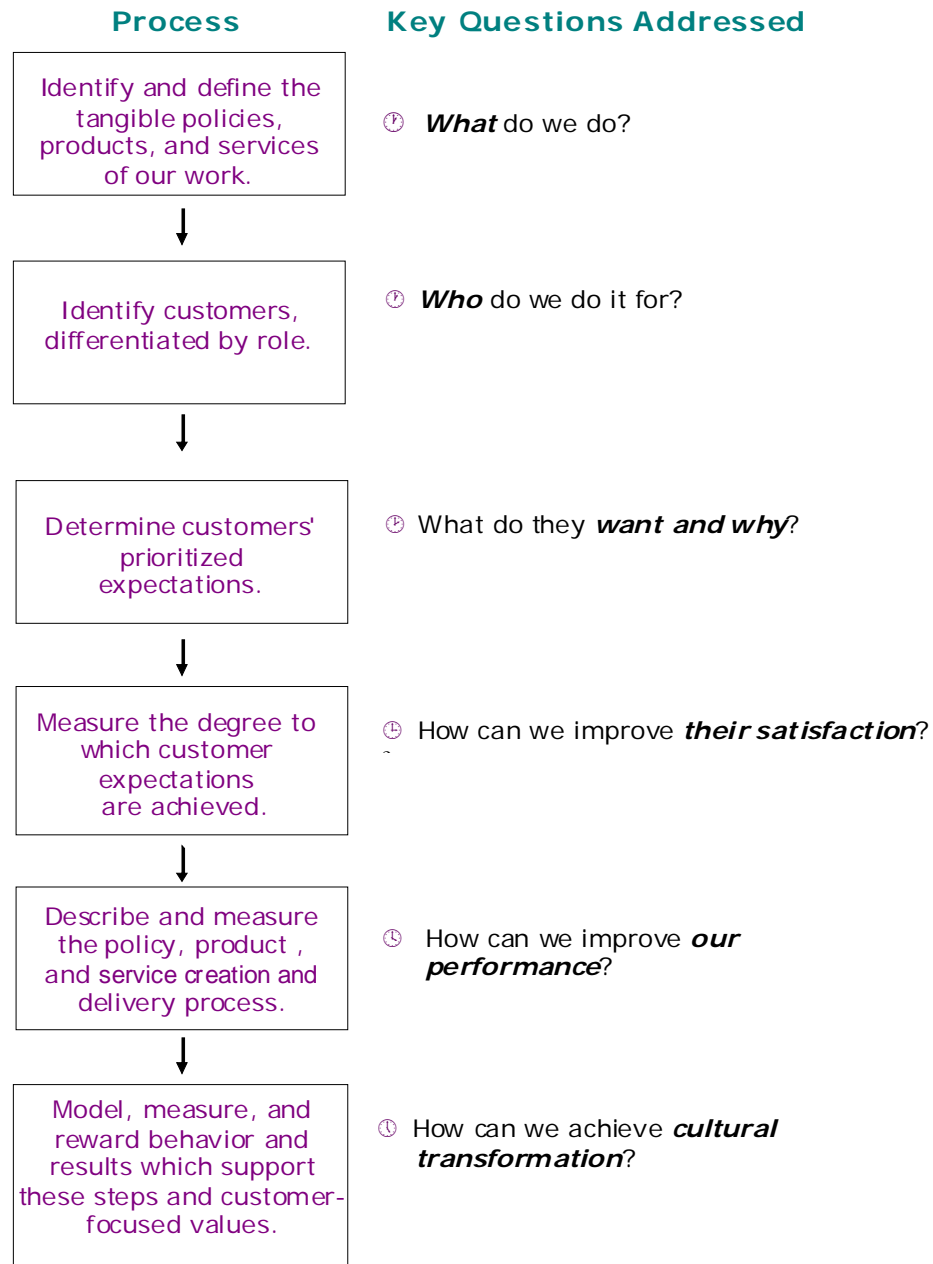 Process Key Questions Addressed
Identify and define the
tangible policies,
products, and services
of our work.
What do we do?
Identify customers,
differentiated by role.
Who do we do it for?
Determine customers'
prioritized
expectations.
What do they want and why?
Measure the degree to
which customer
expectations
are achieved.
How can we improve their satisfaction?
Describe and measure
the policy, product ,
and service creation and
delivery process.
How can we improve our
performance?
Model, measure, and
reward behavior and
results which support
these steps and customer-
focused values.
How can we achieve cultural
transformation?